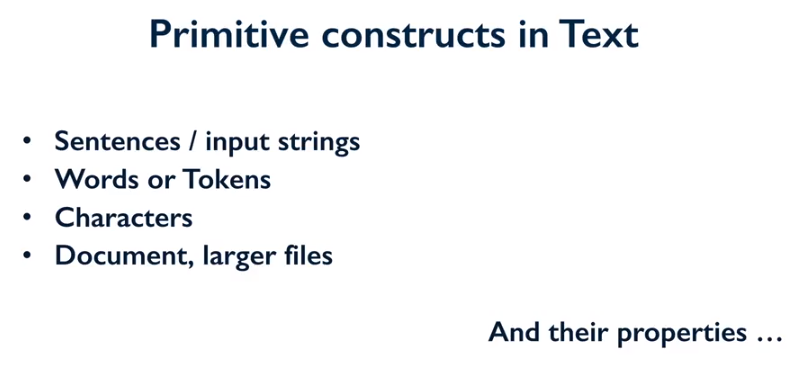 Primitive constructs in Text
• Sentences / input strings
• Words or Tokens
• Characters
• Document, larger files
And their properties …